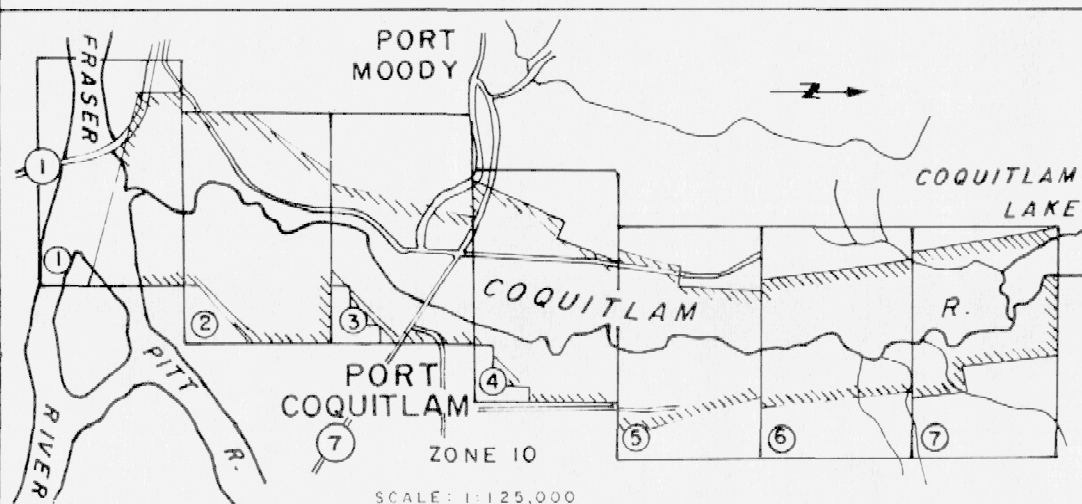 FRASER
RIVER
PORT
MOODY
N
COQUITLAM
LAKE
1
1
COQUITLAM
R.
2
3
PITT
R.
PORT
COQUITLAM
4
5
6
7
7
ZONE 10
SCALE: 1:125,000